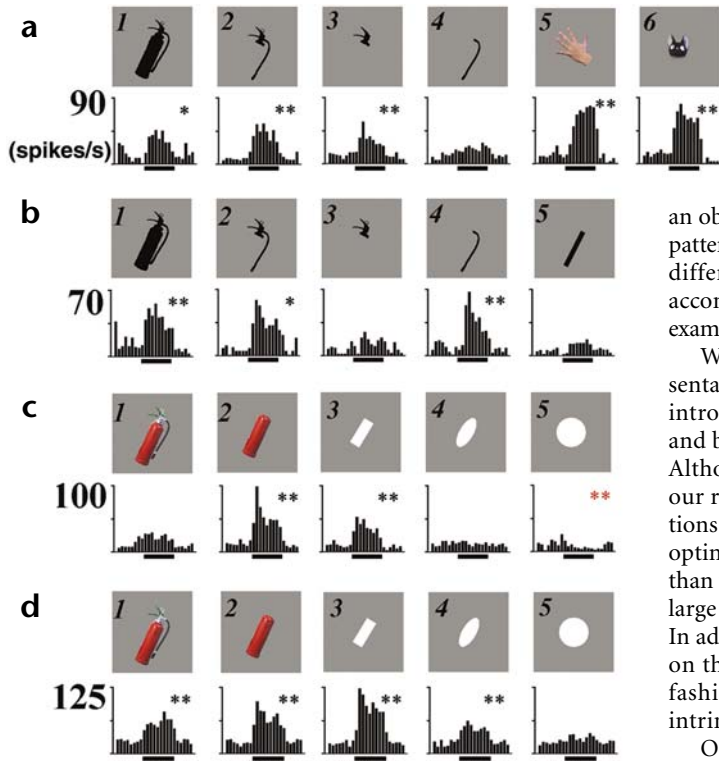 a
1 2 3 4 5 6
90
(spikes/s)
* ** ** ** **
b
1 2 3 4 5
70
** * **
c
1 2 3 4 5
100
** ** **
d
1 2 3 4 5
125
** ** ** **
an ob
patter
differ
accor
exam
W
senta
intro
and b
Altho
our r
tions
optin
than
large
In ad
on th
fashi
intrin
O